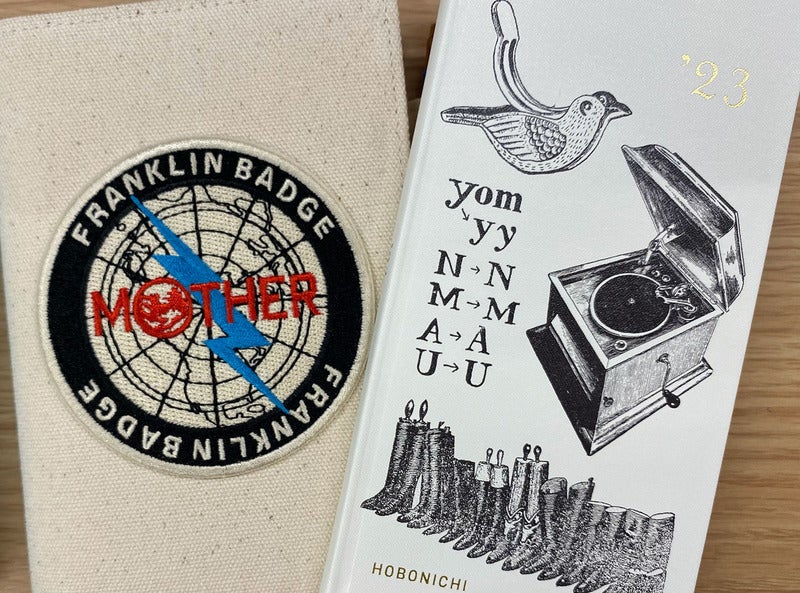 FRANKLIN BADGE
MOTHER
FRANKLIN BADGE
'23
yom
yy
N→N
M→M
A→A
U→U
HOBONICHI